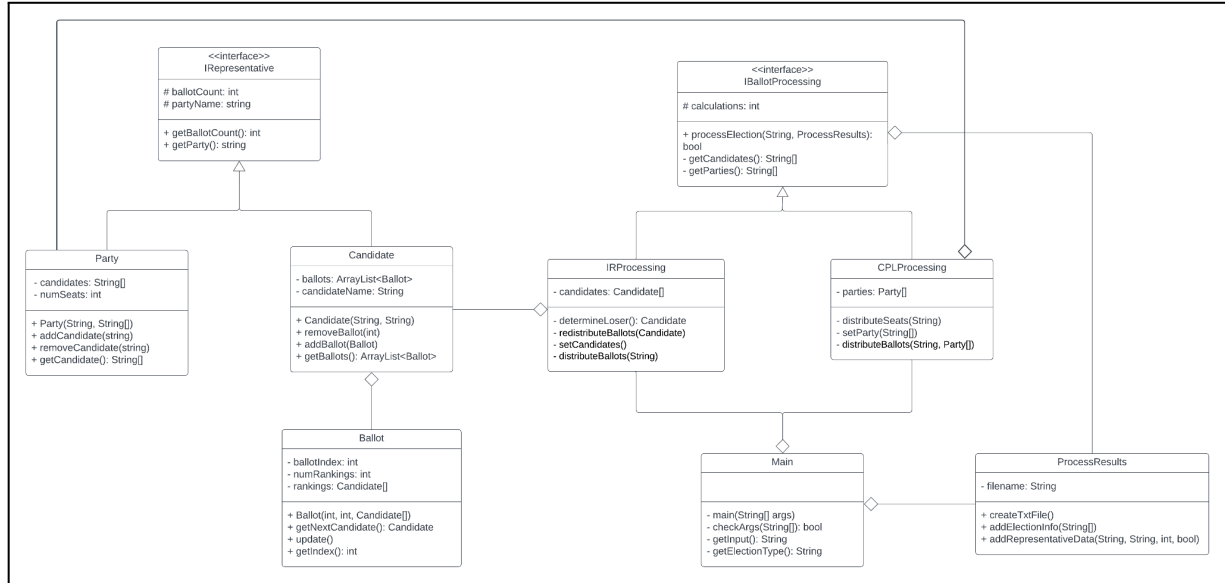 <<interface>>
IRepresentative
# ballotCount: int
# partyName: string
+ getBallotCount(): int
+ getParty(): string
<<interface>>
IBallotProcessing
# calculations: int
+ processElection(String, ProcessResults):
bool
- getCandidates(): String[]
- getParties(): String[]
Party
- candidates: String[]
- numSeats: int
+ Party(String, String[])
+ addCandidate(string)
+ removeCandidate(string)
+ getCandidate(): String[]
Candidate
- ballots: ArrayList<Ballot>
- candidateName: String
+ Candidate(String, String)
+ removeBallot(int)
+ addBallot(Ballot)
+ getBallots(): ArrayList<Ballot>
IRProcessing
- candidates: Candidate[]
- determineLoser(): Candidate
- redistributeBallots(Candidate)
- setCandidates()
- distributeBallots(String)
CPLProcessing
- parties: Party[]
- distributeSeats(String)
- setParty(String[])
- distributeBallots(String, Party[])
Ballot
- ballotIndex: int
- numRankings: int
- rankings: Candidate[]
+ Ballot(int, int, Candidate[])
+ getNextCandidate(): Candidate
+ update()
+ getIndex(): int
Main
- main(String[] args)
- checkArgs(String[]): bool
- getInput(): String
- getElectionType(): String
ProcessResults
- filename: String
+ createTxtFile()
+ addElectionInfo(String[])
+ addRepresentativeData(String, String, int, bool)